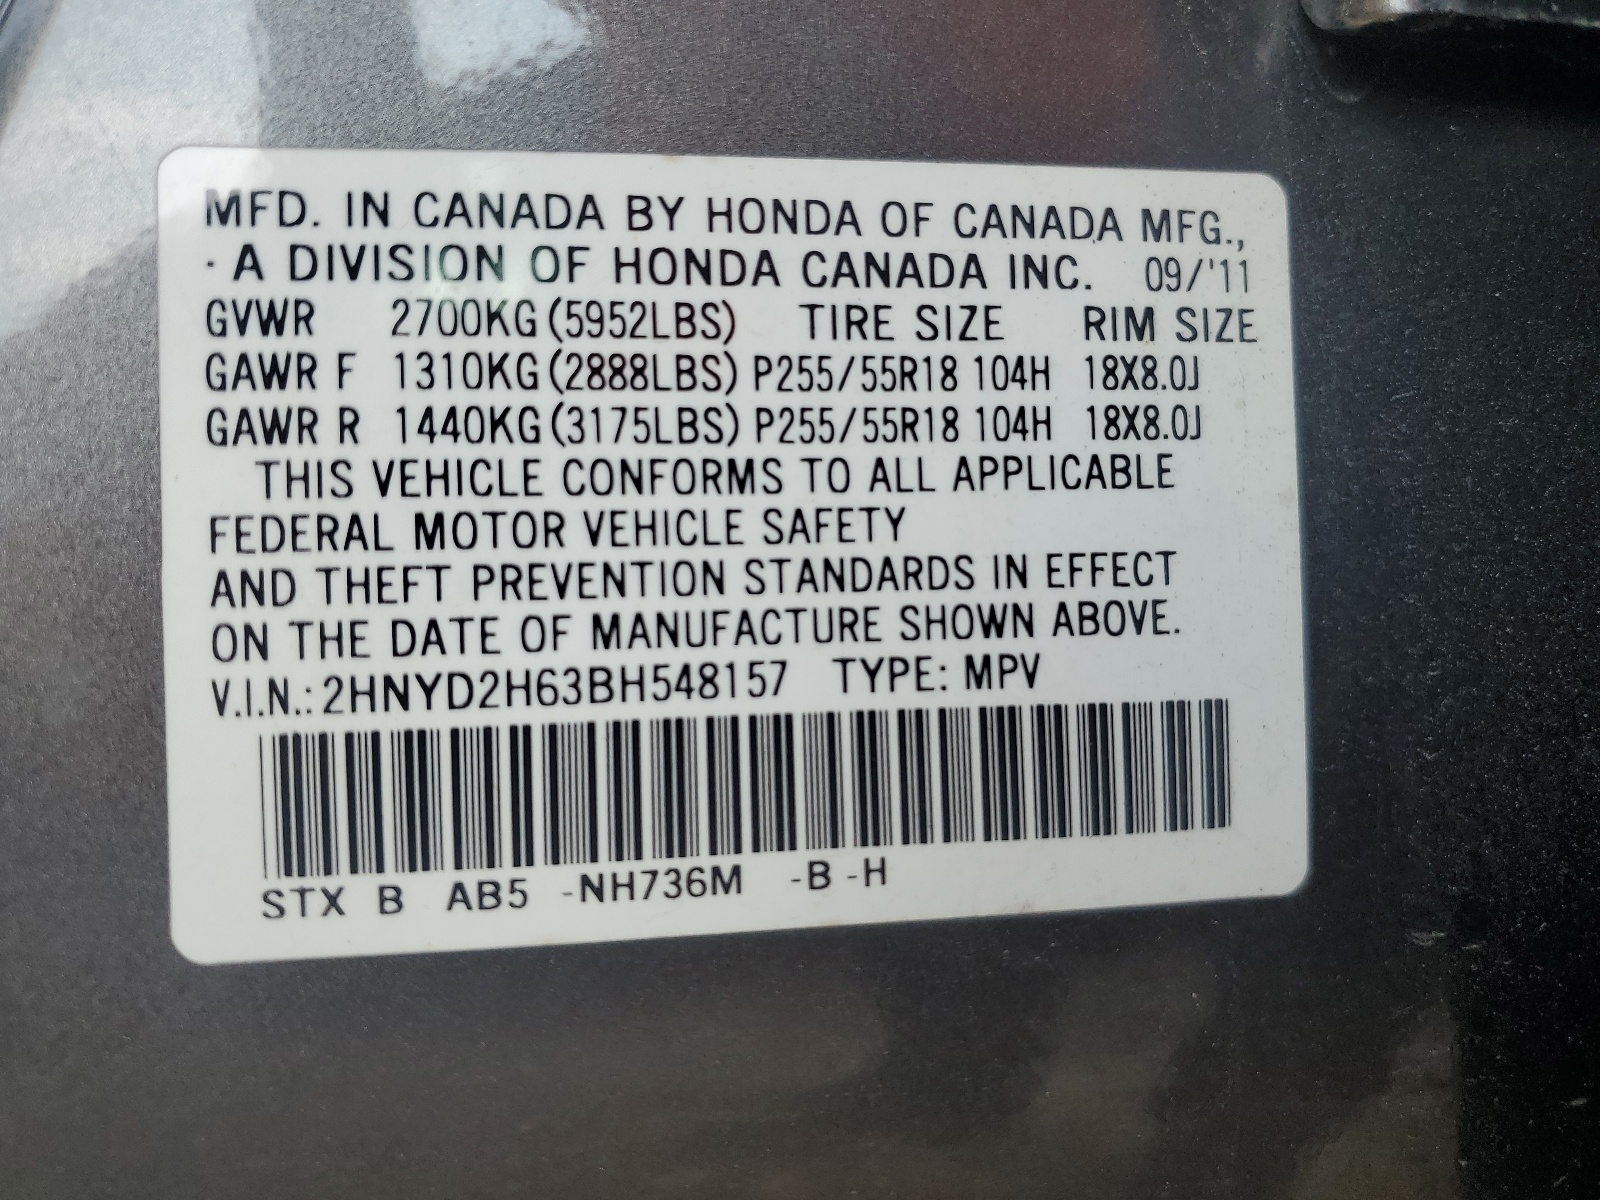 MFD. IN CANADA BY HONDA OF CANADA MFG.,
· A DIVISION OF HONDA CANADA INC. 09/'11
GVWR 2700KG (5952LBS) TIRE SIZE RIM SIZE
GAWR F 1310KG (2888LBS) P255/55R18 104H 18X8.0J
GAWR R 1440KG (3175LBS) P255/55R18 104H 18X8.0J
THIS VEHICLE CONFORMS TO ALL APPLICABLE
FEDERAL MOTOR VEHICLE SAFETY
AND THEFT PREVENTION STANDARDS IN EFFECT
ON THE DATE OF MANUFACTURE SHOWN ABOVE.
V.I.N.: 2HNYD2H63BH548157 TYPE: MPV
STX B AB5 -NH736M -B -H